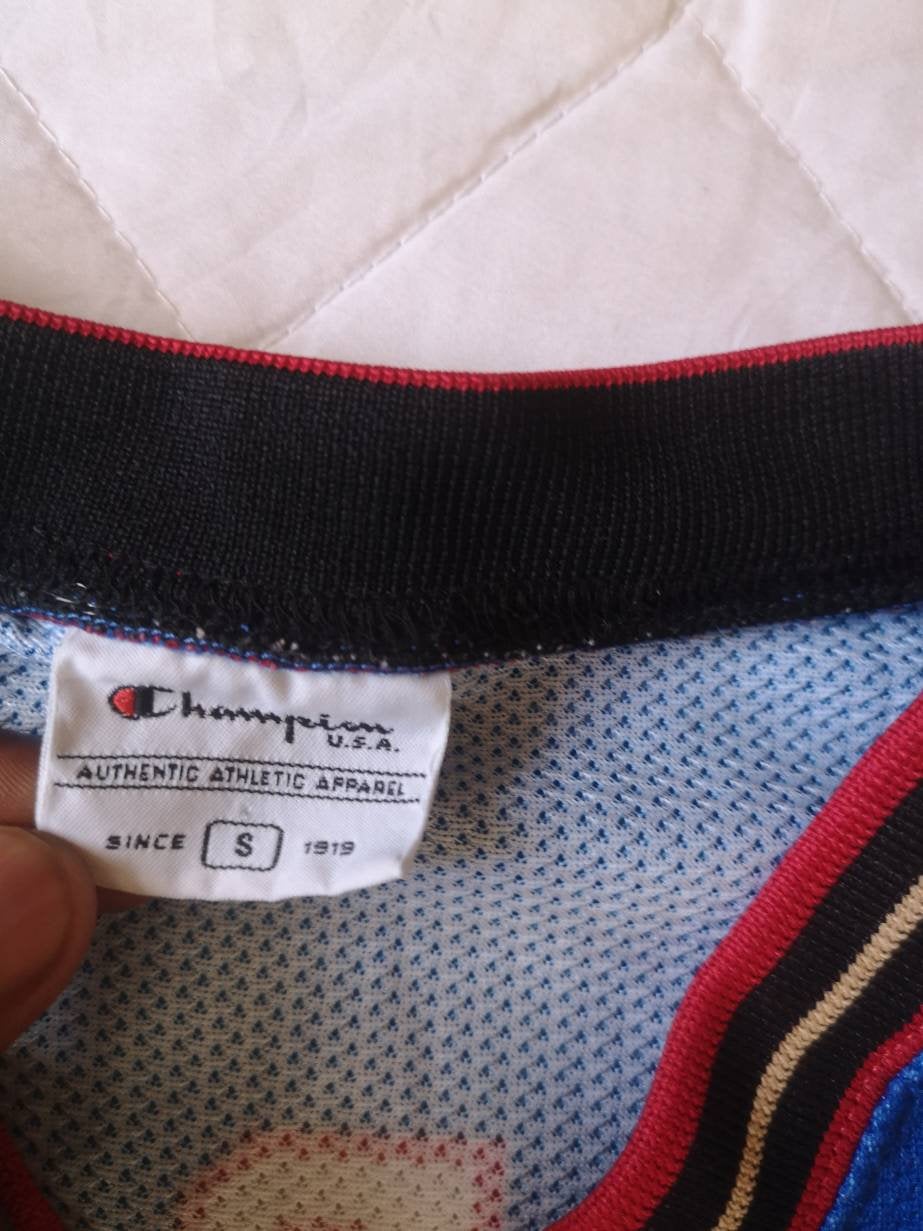 Champion
U.S.A.
AUTHENTIC ATHLETIC APPAREL
SINCE S 1919